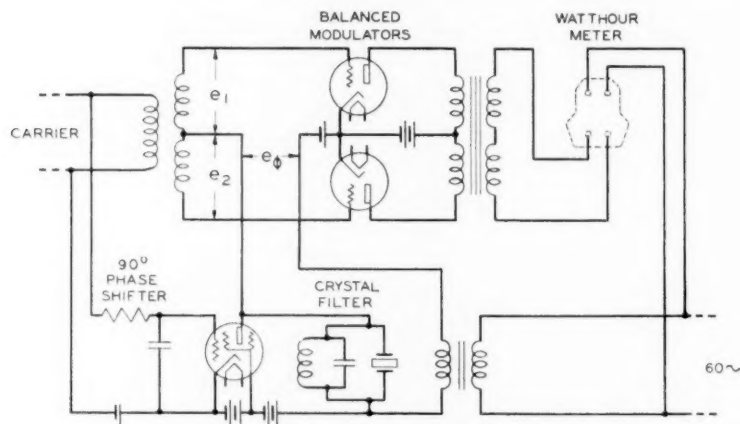 BALANCED
MODULATORS
WATTHOUR
METER
CARRIER
e₁
e₂
eϕ
90°
PHASE
SHIFTER
CRYSTAL
FILTER
60~